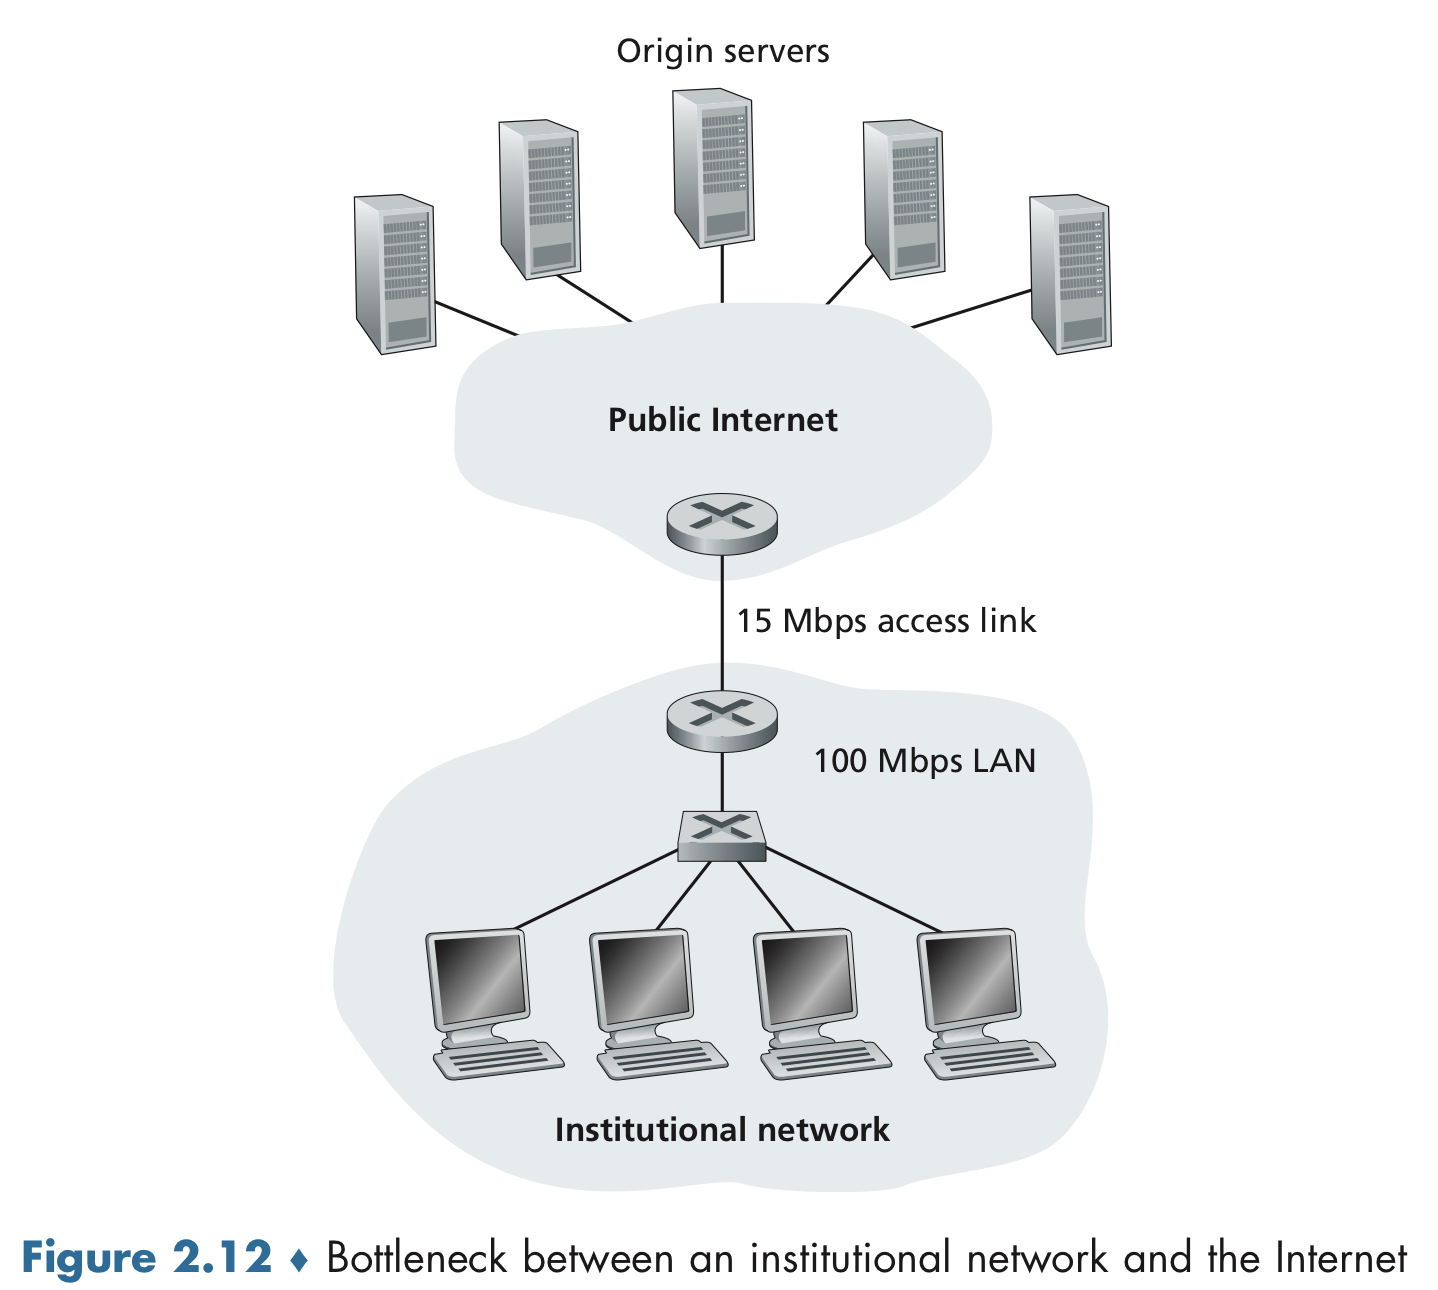 Origin servers
Public Internet
15 Mbps access link
100 Mbps LAN
Institutional network
Figure 2.12 ♦ Bottleneck between an institutional network and the Internet